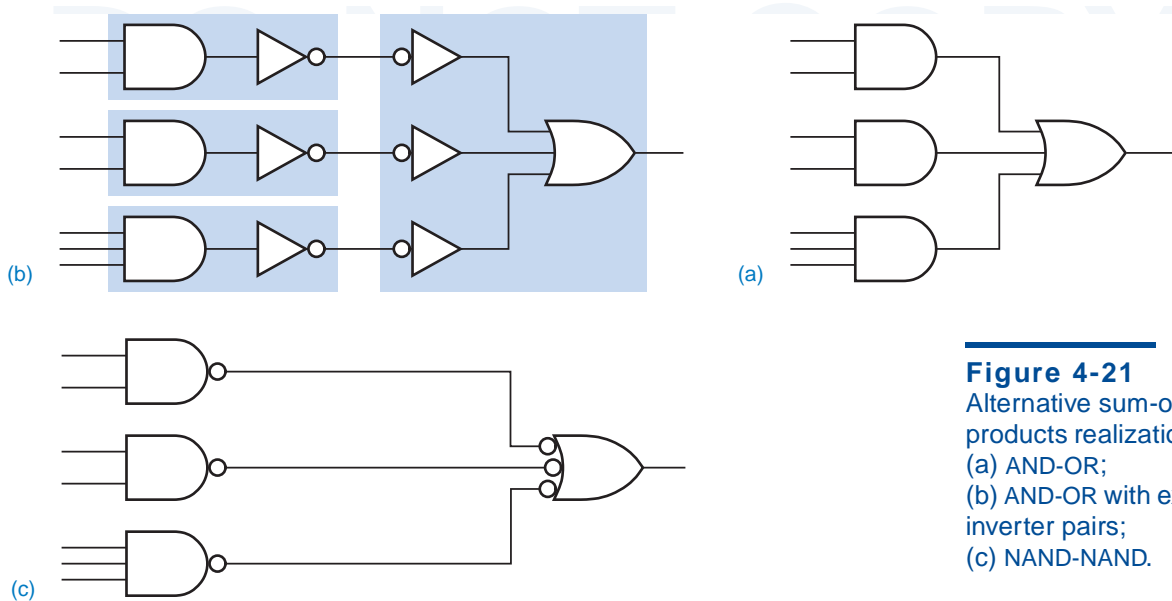 (b)
(a)
(c)
Figure 4-21
Alternative sum-o
products realizatio
(a) AND-OR;
(b) AND-OR with e
inverter pairs;
(c) NAND-NAND.